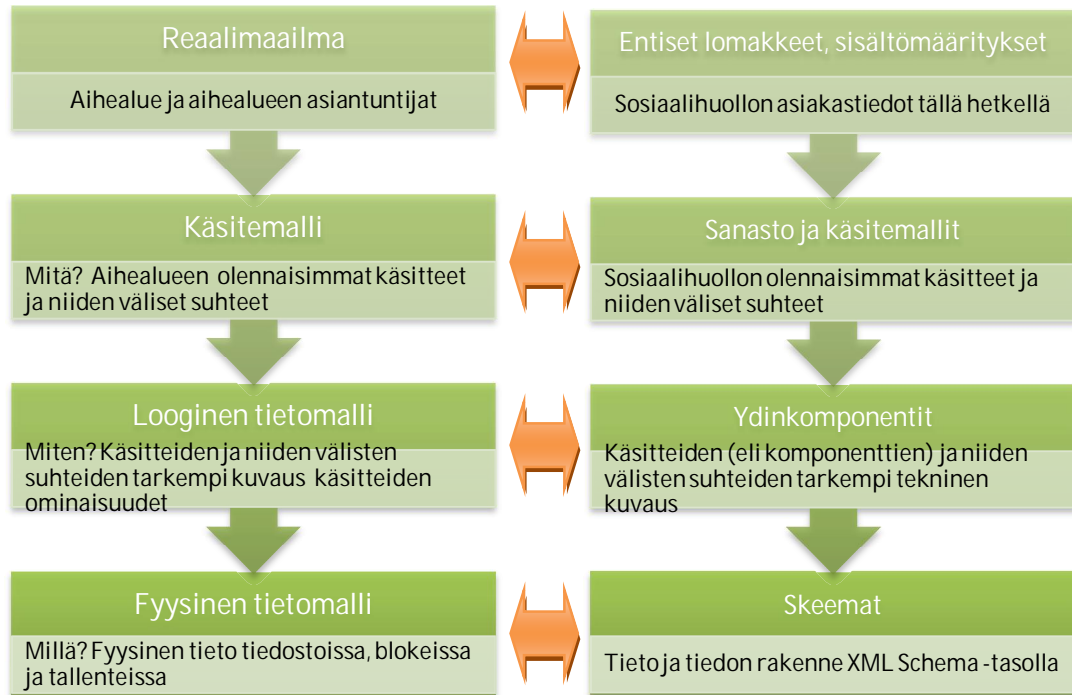 Reaalimaailma
Aihealue ja aihealueen asiantuntijat
Entiset lomakkeet, sisältömääritykset
Sosiaalihuollon asiakastiedot tällä hetkellä
Käsitemalli
Mitä? Aihealueen olennaisimmat käsitteet
ja niiden väliset suhteet
Sanasto ja käsitemallit
Sosiaalihuollon olennaisimmat käsitteet ja
niiden väliset suhteet
Looginen tietomalli
Miten? Käsitteiden ja niiden välisten
suhteiden tarkempi kuvaus käsitteiden
ominaisuudet
Ydinkomponentit
Käsitteiden (eli komponenttien) ja niiden
välisten suhteiden tarkempi tekninen
kuvaus
Fyysinen tietomalli
Millä? Fyysinen tieto tiedostoissa, blokeissa
ja tallenteissa
Skeemat
Tieto ja tiedon rakenne XML Schema -tasolla